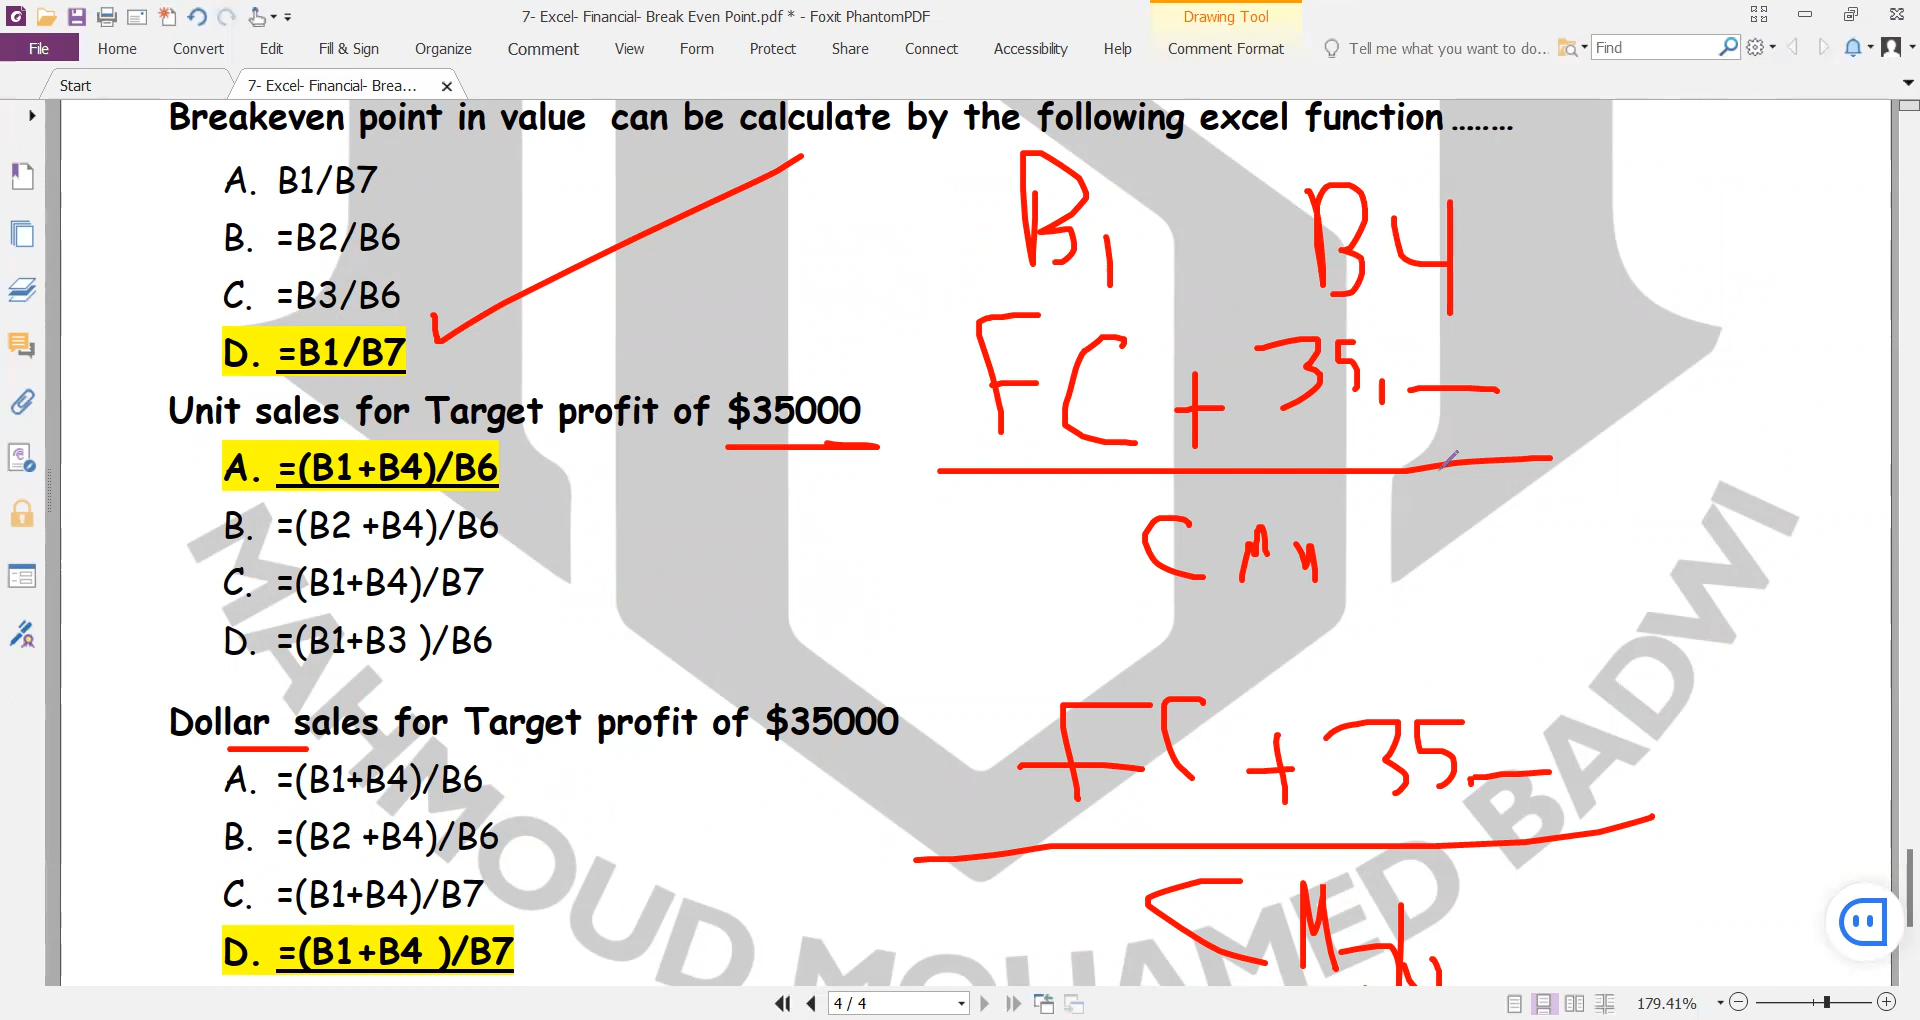 7- Excel- Financial- Break Even Point.pdf * - Foxit PhantomPDF
Drawing Tool
File Home Convert Edit Fill & Sign Organize Comment View Form Protect Share Connect Accessibility Help Comment Format Tell me what you want to do... Find
Start 7- Excel- Financial- Brea...
Breakeven point in value can be calculate by the following excel function ........
A. B1/B7
B. =B2/B6
C. =B3/B6
D. =B1/B7
B1 B4
FC + 35,
CM
Unit sales for Target profit of $35000
A. =(B1+B4)/B6
B. =(B2 +B4)/B6
C. =(B1+B4)/B7
D. =(B1+B3 )/B6
Dollar sales for Target profit of $35000
A. =(B1+B4)/B6
B. =(B2 +B4)/B6
C. =(B1+B4)/B7
D. =(B1+B4 )/B7
FC + 35,
CM
MAHMOUD MOHAMED BADWI
4 / 4
179.41%